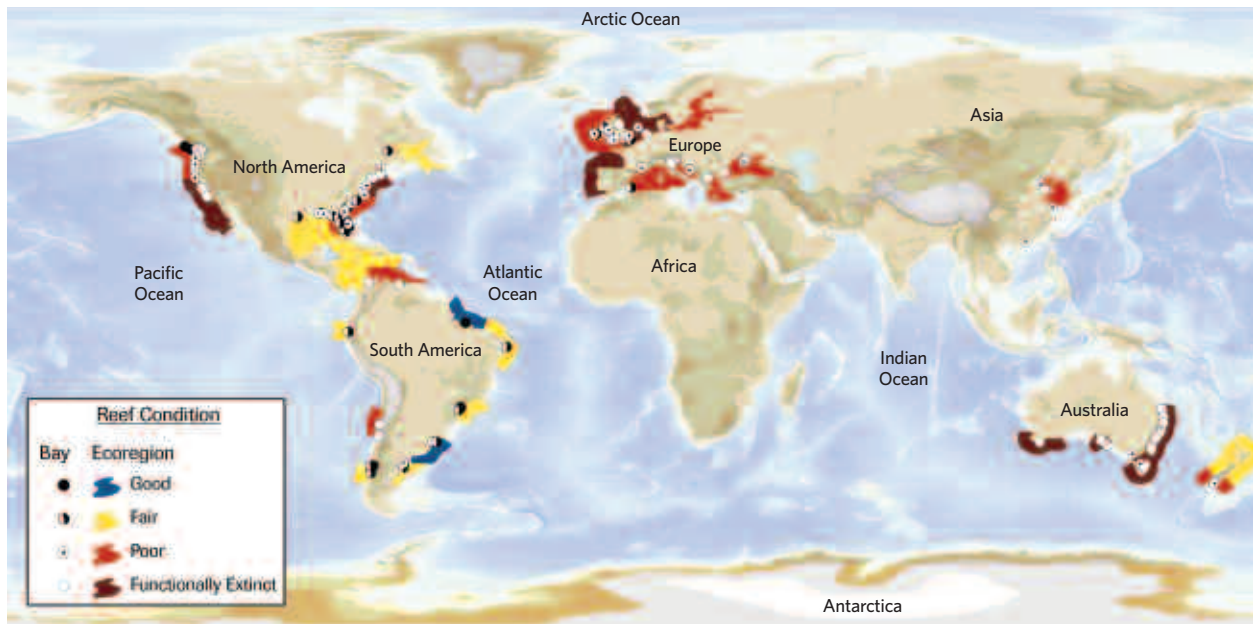 Arctic Ocean
Asia
Europe
North America
Africa
Pacific
Ocean
Atlantic
Ocean
South America
Indian
Ocean
Australia
Reef Condition
Bay Ecoregion
Good
Fair
Poor
Functionally Extinct
Antarctica